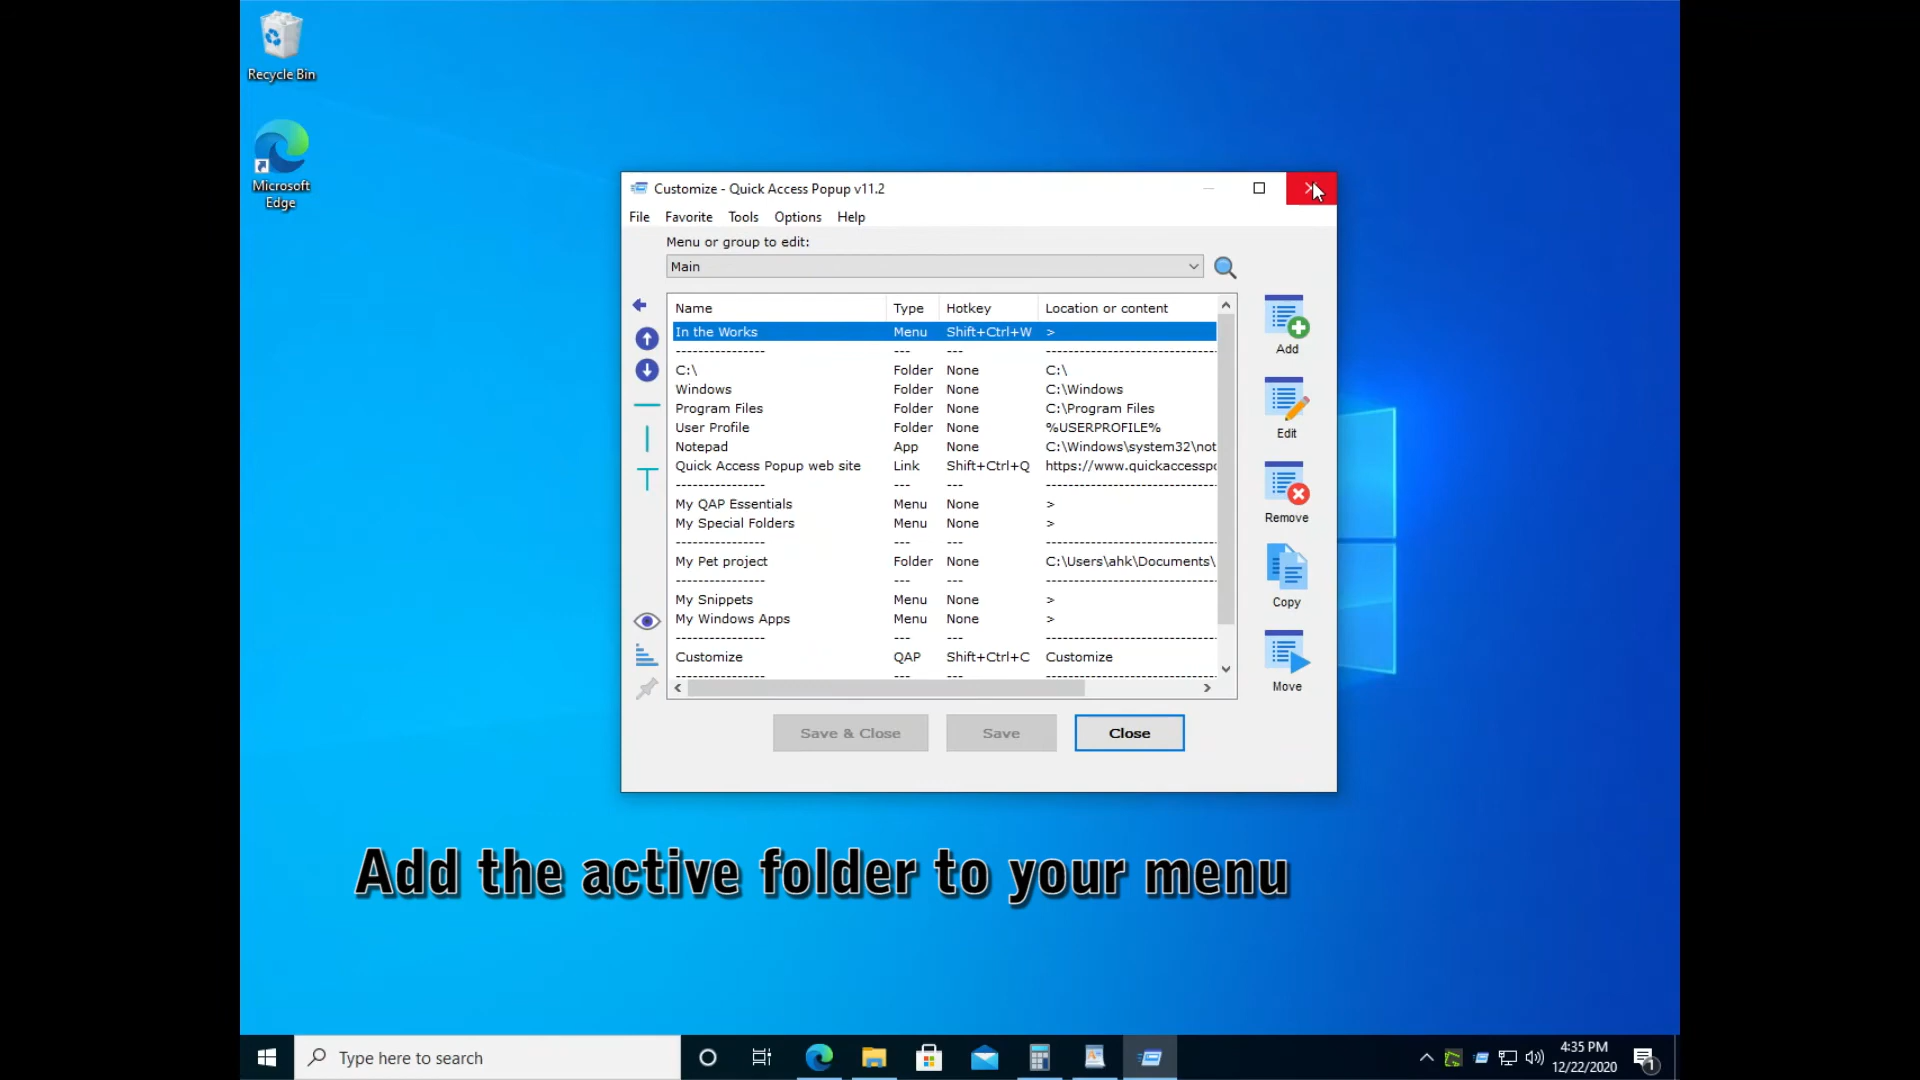 Recycle Bin
Microsoft
Edge
Customize - Quick Access Popup v11.2
File Favorite Tools Options Help
Menu or group to edit:
Main
Name Type Hotkey Location or content
In the Works Menu Shift+Ctrl+W >
---------------- --- --- ------------------------------
C:\ Folder None C:\
Windows Folder None C:\Windows
Program Files Folder None C:\Program Files
User Profile Folder None %USERPROFILE%
Notepad App None C:\Windows\system32\not
Quick Access Popup web site Link Shift+Ctrl+Q https://www.quickaccesspo
---------------- --- --- ------------------------------
My QAP Essentials Menu None >
My Special Folders Menu None >
---------------- --- --- ------------------------------
My Pet project Folder None C:\Users\ahk\Documents\
---------------- --- --- ------------------------------
My Snippets Menu None >
My Windows Apps Menu None >
---------------- --- --- ------------------------------
Customize QAP Shift+Ctrl+C Customize
---------------- --- --- ------------------------------
Add
Edit
Remove
Copy
Move
Save & Close Save Close
Add the active folder to your menu
Type here to search
4:35 PM
12/22/2020
1